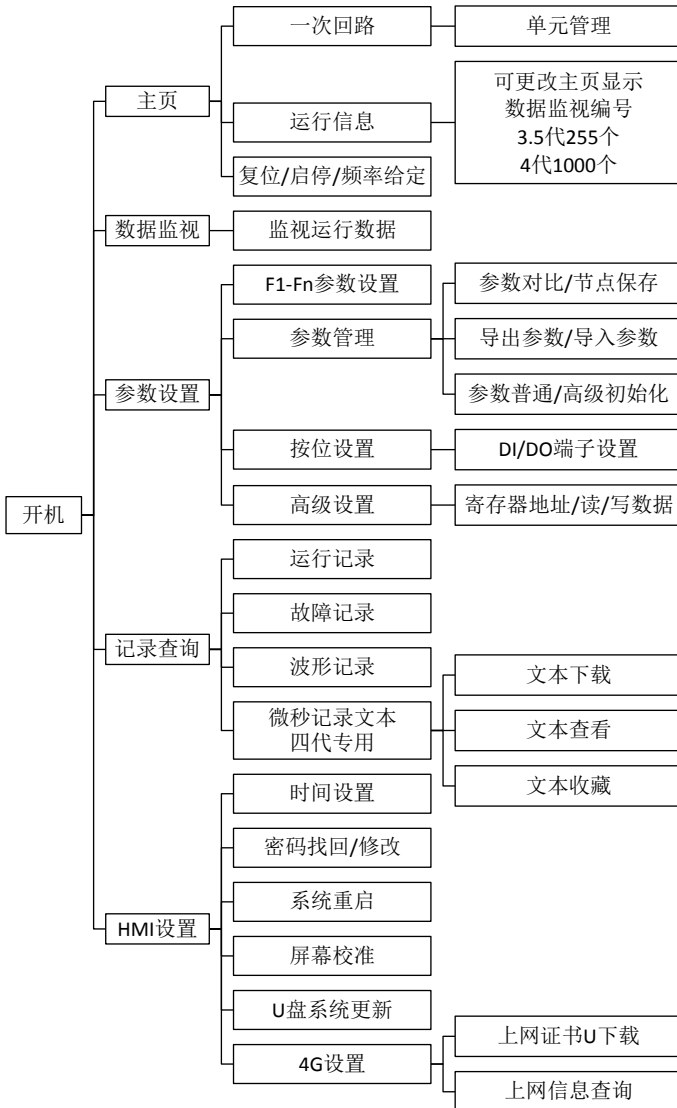 开机
主页
一次回路
单元管理
运行信息
可更改主页显示
数据监视编号
3.5代255个
4代1000个
复位/启停/频率给定
数据监视
监视运行数据
参数设置
F1-Fn参数设置
参数管理
参数对比/节点保存
导出参数/导入参数
参数普通/高级初始化
按位设置
DI/DO端子设置
高级设置
寄存器地址/读/写数据
记录查询
运行记录
故障记录
波形记录
微秒记录文本
四代专用
文本下载
文本查看
文本收藏
HMI设置
时间设置
密码找回/修改
系统重启
屏幕校准
U盘系统更新
4G设置
上网证书U下载
上网信息查询